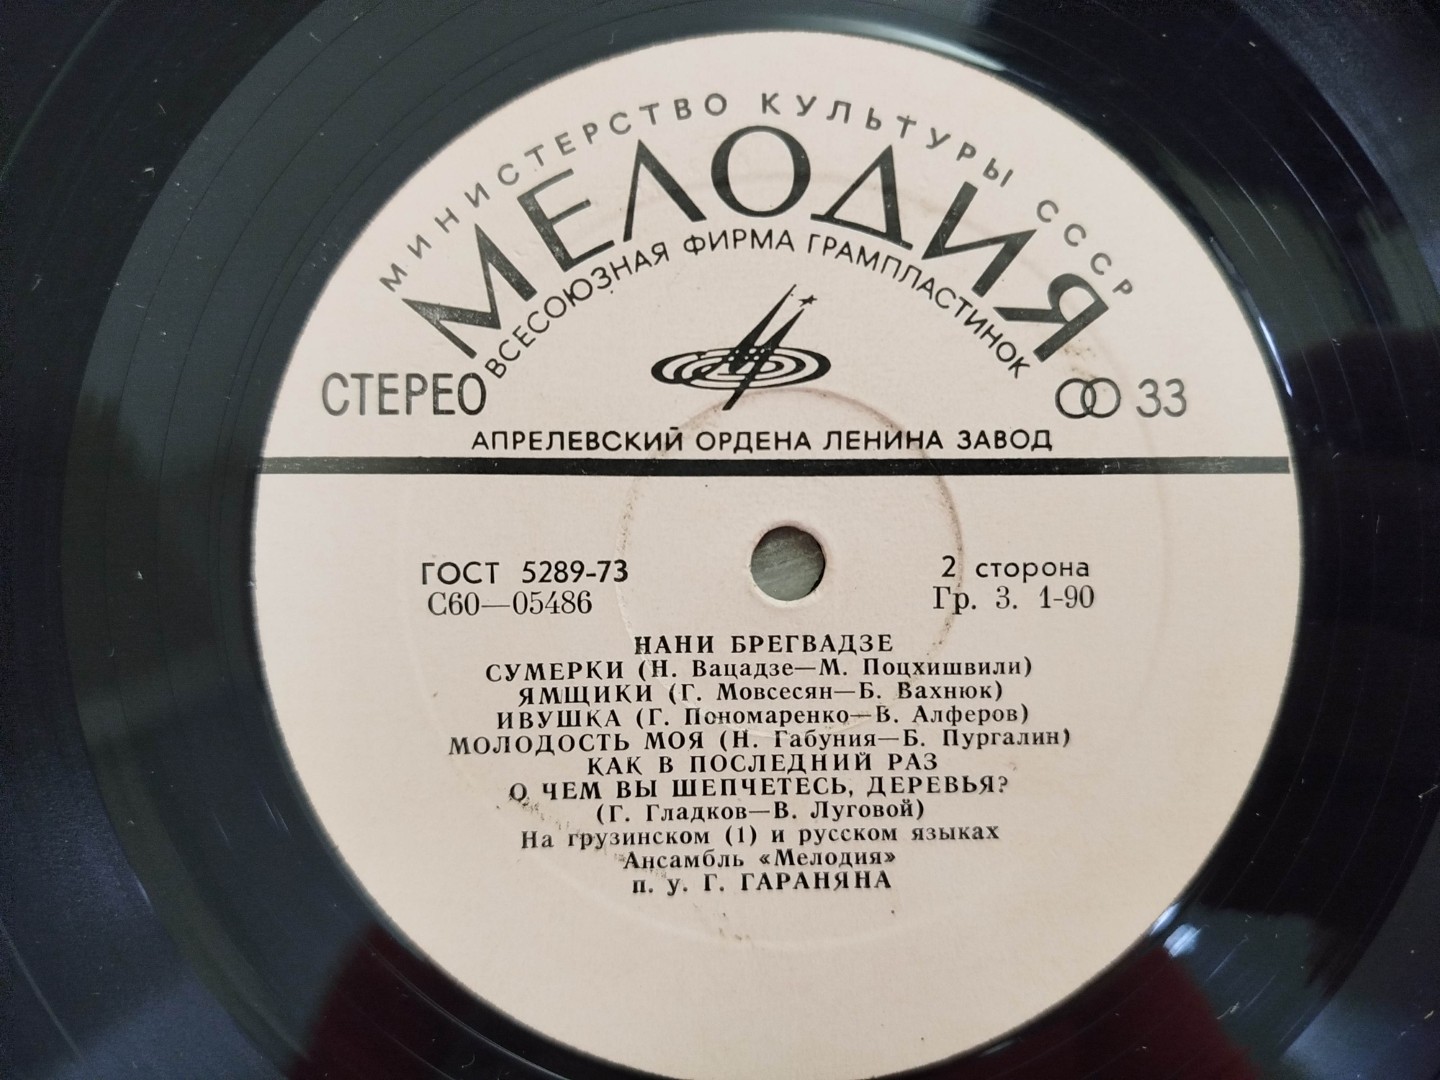 МИНИСТЕРСТВО КУЛЬТУРЫ СССР
МЕЛОДИЯ
ВСЕСОЮЗНАЯ ФИРМА ГРАМПЛАСТИНОК
СТЕРЕО 33
АПРЕЛЕВСКИЙ ОРДЕНА ЛЕНИНА ЗАВОД
ГОСТ 5289-73 2 сторона
С60—05486 Гр. 3. 1-90
НАНИ БРЕГВАДЗЕ
СУМЕРКИ (Н. Вацадзе—М. Поцхишвили)
ЯМЩИКИ (Г. Мовсесян—Б. Вахнюк)
ИВУШКА (Г. Пономаренко—В. Алферов)
МОЛОДОСТЬ МОЯ (Н. Габуния—Б. Пургалин)
КАК В ПОСЛЕДНИЙ РАЗ
О ЧЕМ ВЫ ШЕПЧЕТЕСЬ, ДЕРЕВЬЯ?
(Г. Гладков—В. Луговой)
На грузинском (1) и русском языках
Ансамбль «Мелодия»
п. у. Г. ГАРАНЯНА